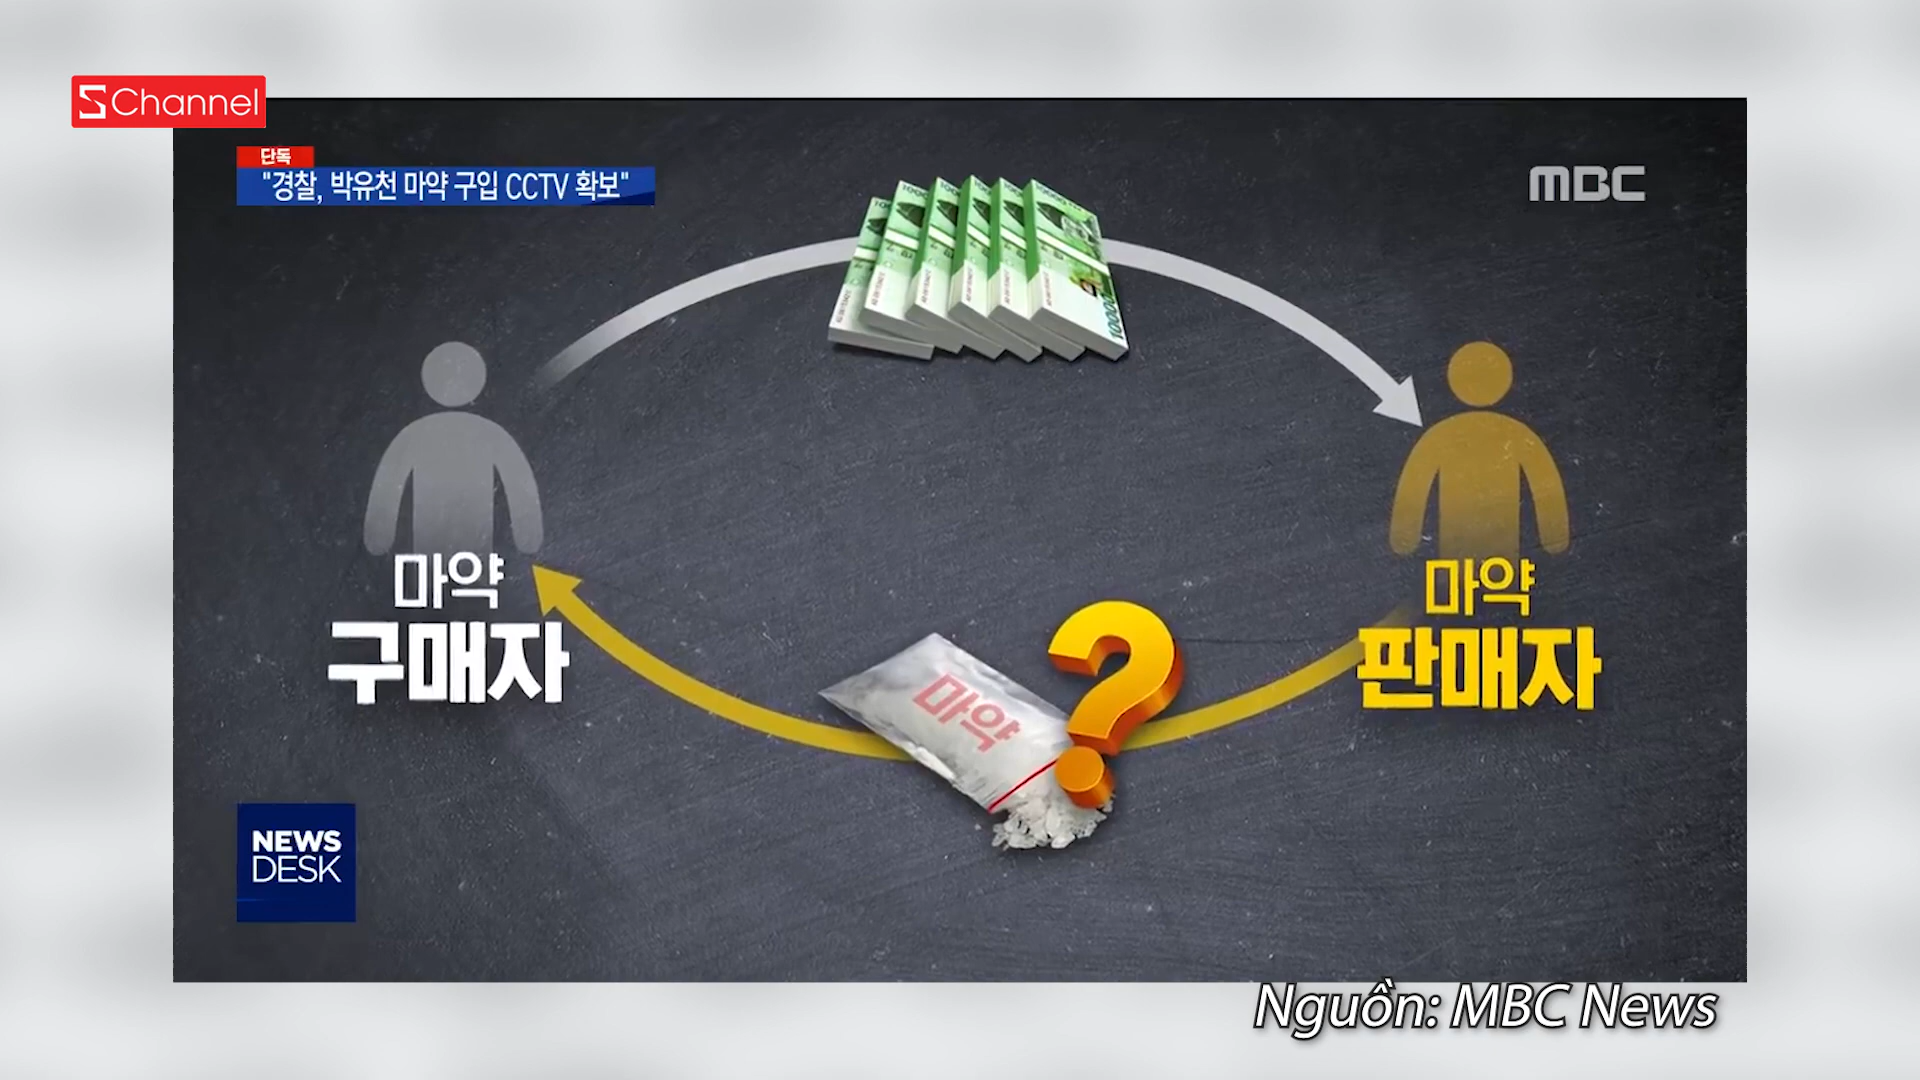 S Channel
단독
"경찰, 박유천 마약 구입 CCTV 확보"
MBC
마약
구매자
마약
판매자
마약
NEWS
DESK
Nguồn: MBC News